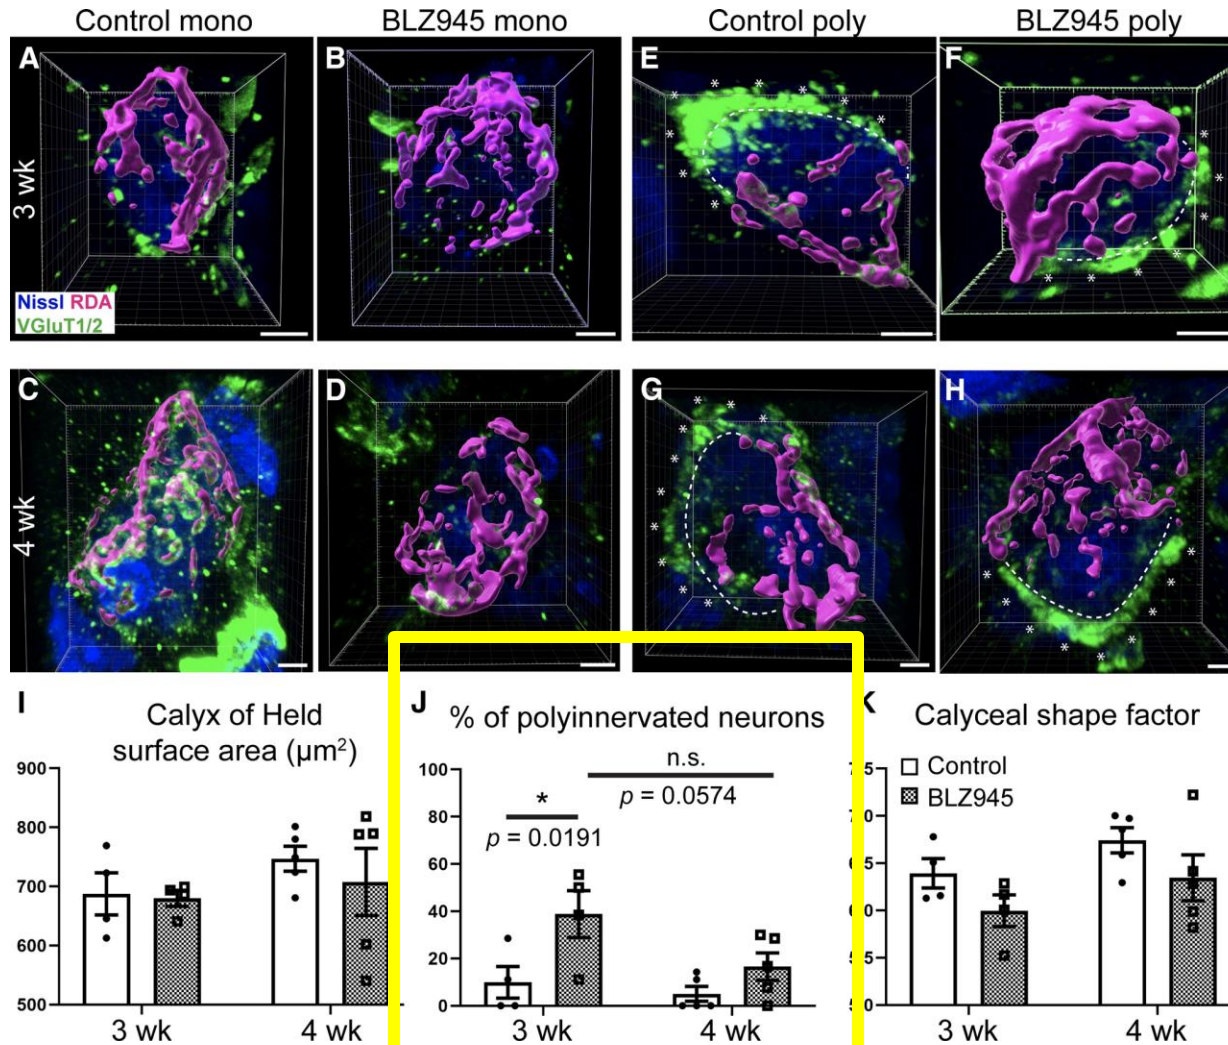 Control mono
BLZ945 mono
Control poly
BLZ945 poly
3 wk
A
B
E
F
Nissl RDA
VGluT1/2
4 wk
C
D
G
H
I
Calyx of Held
surface area (µm²)
900
800
700
600
500
3 wk
4 wk
J
% of polyinnervated neurons
n.s.
p = 0.0574
*
p = 0.0191
100
80
60
40
20
0
3 wk
4 wk
K
Calyceal shape factor
Control
BLZ945
3 wk
4 wk